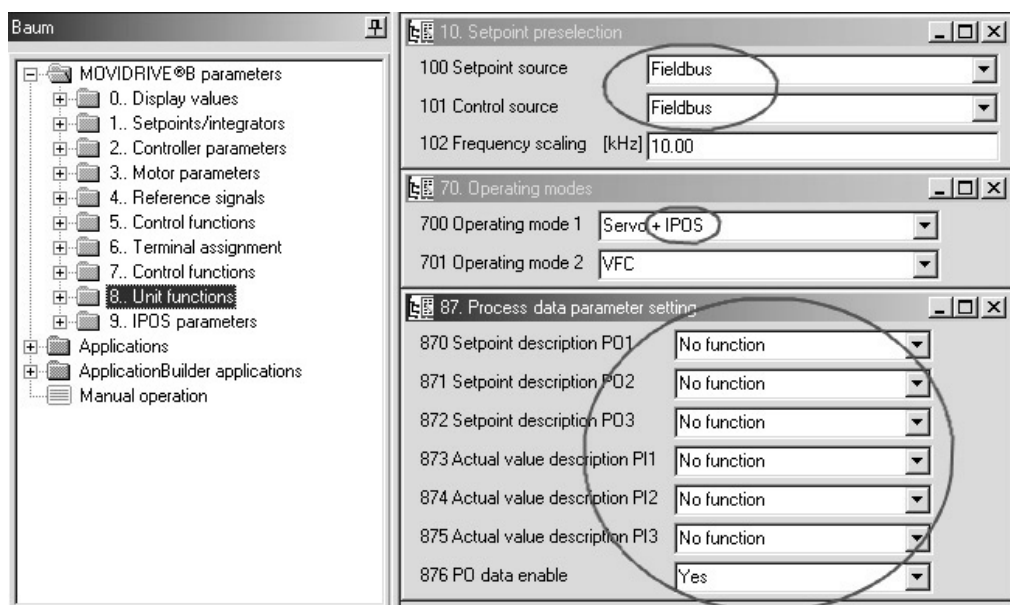 Baum
MOVIDRIVE®B parameters
0.. Display values
1.. Setpoints/integrators
2.. Controller parameters
3.. Motor parameters
4.. Reference signals
5.. Control functions
6.. Terminal assignment
7.. Control functions
8.. Unit functions
9.. IPOS parameters
Applications
ApplicationBuilder applications
Manual operation
10. Setpoint preselection
100 Setpoint source Fieldbus
101 Control source Fieldbus
102 Frequency scaling [kHz] 10.00
70. Operating modes
700 Operating mode 1 Servo + IPOS
701 Operating mode 2 VFC
87. Process data parameter setting
870 Setpoint description PO1 No function
871 Setpoint description PO2 No function
872 Setpoint description PO3 No function
873 Actual value description PI1 No function
874 Actual value description PI2 No function
875 Actual value description PI3 No function
876 PO data enable Yes